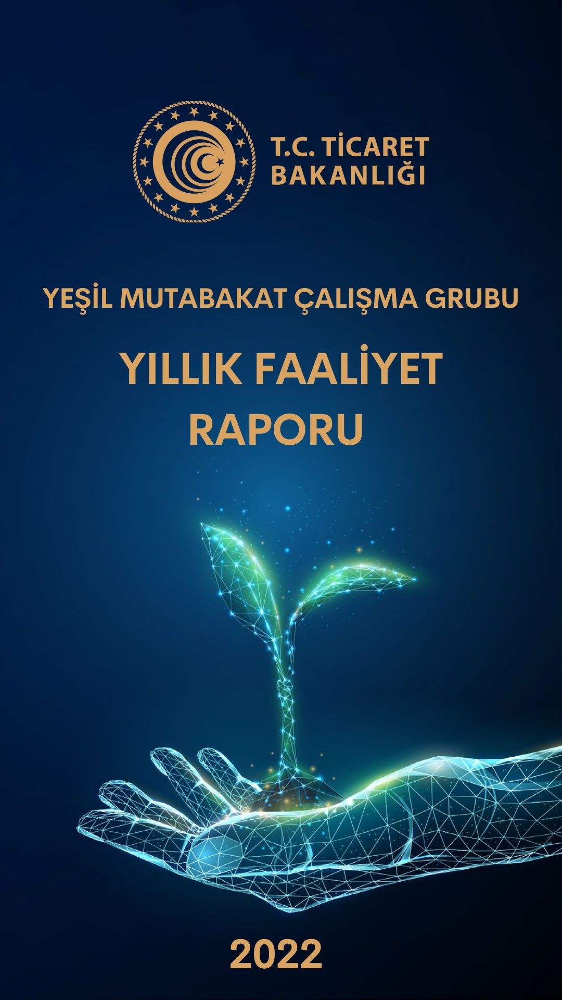 T.C. TİCARET
BAKANLIĞI
YEŞİL MUTABAKAT ÇALIŞMA GRUBU
YILLIK FAALİYET
RAPORU
2022